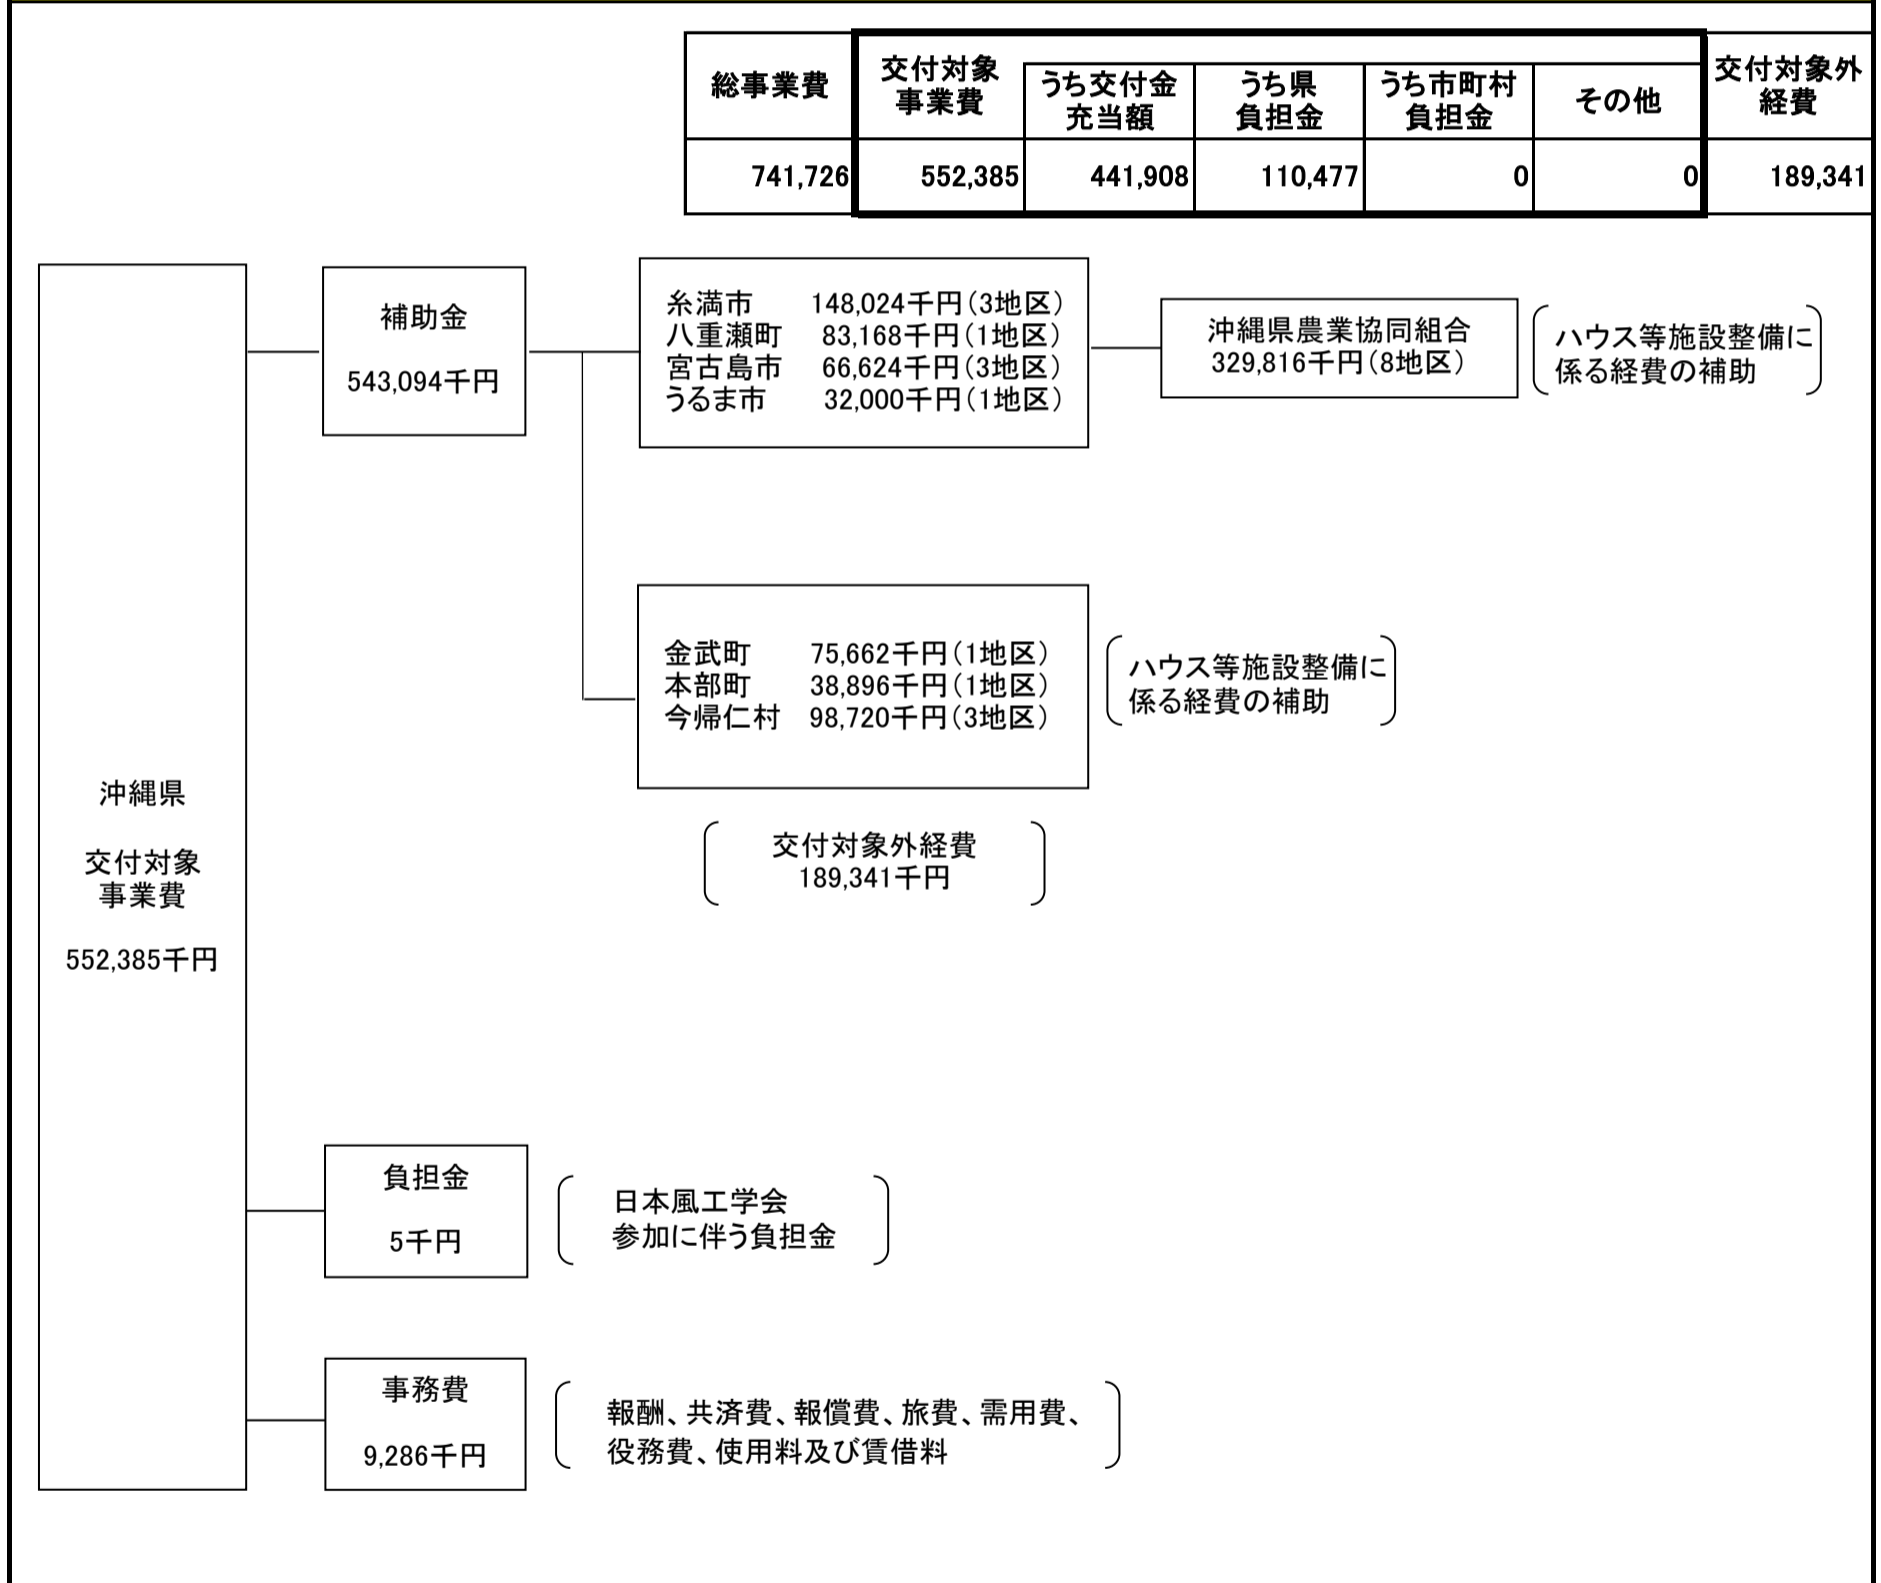 総事業費
交付対象
事業費
うち交付金
充当額
うち県
負担金
うち市町村
負担金
その他
交付対象外
経費
741,726
552,385
441,908
110,477
0
0
189,341
補助金
543,094千円
糸満市 148,024千円(3地区)
八重瀬町 83,168千円(1地区)
宮古島市 66,624千円(3地区)
うるま市 32,000千円(1地区)
沖縄県農業協同組合
329,816千円(8地区)
ハウス等施設整備に
係る経費の補助
金武町 75,662千円(1地区)
本部町 38,896千円(1地区)
今帰仁村 98,720千円(3地区)
ハウス等施設整備に
係る経費の補助
交付対象外経費
189,341千円
沖縄県
交付対象
事業費
552,385千円
負担金
5千円
日本風工学会
参加に伴う負担金
事務費
9,286千円
報酬、共済費、報償費、旅費、需用費、
役務費、使用料及び賃借料